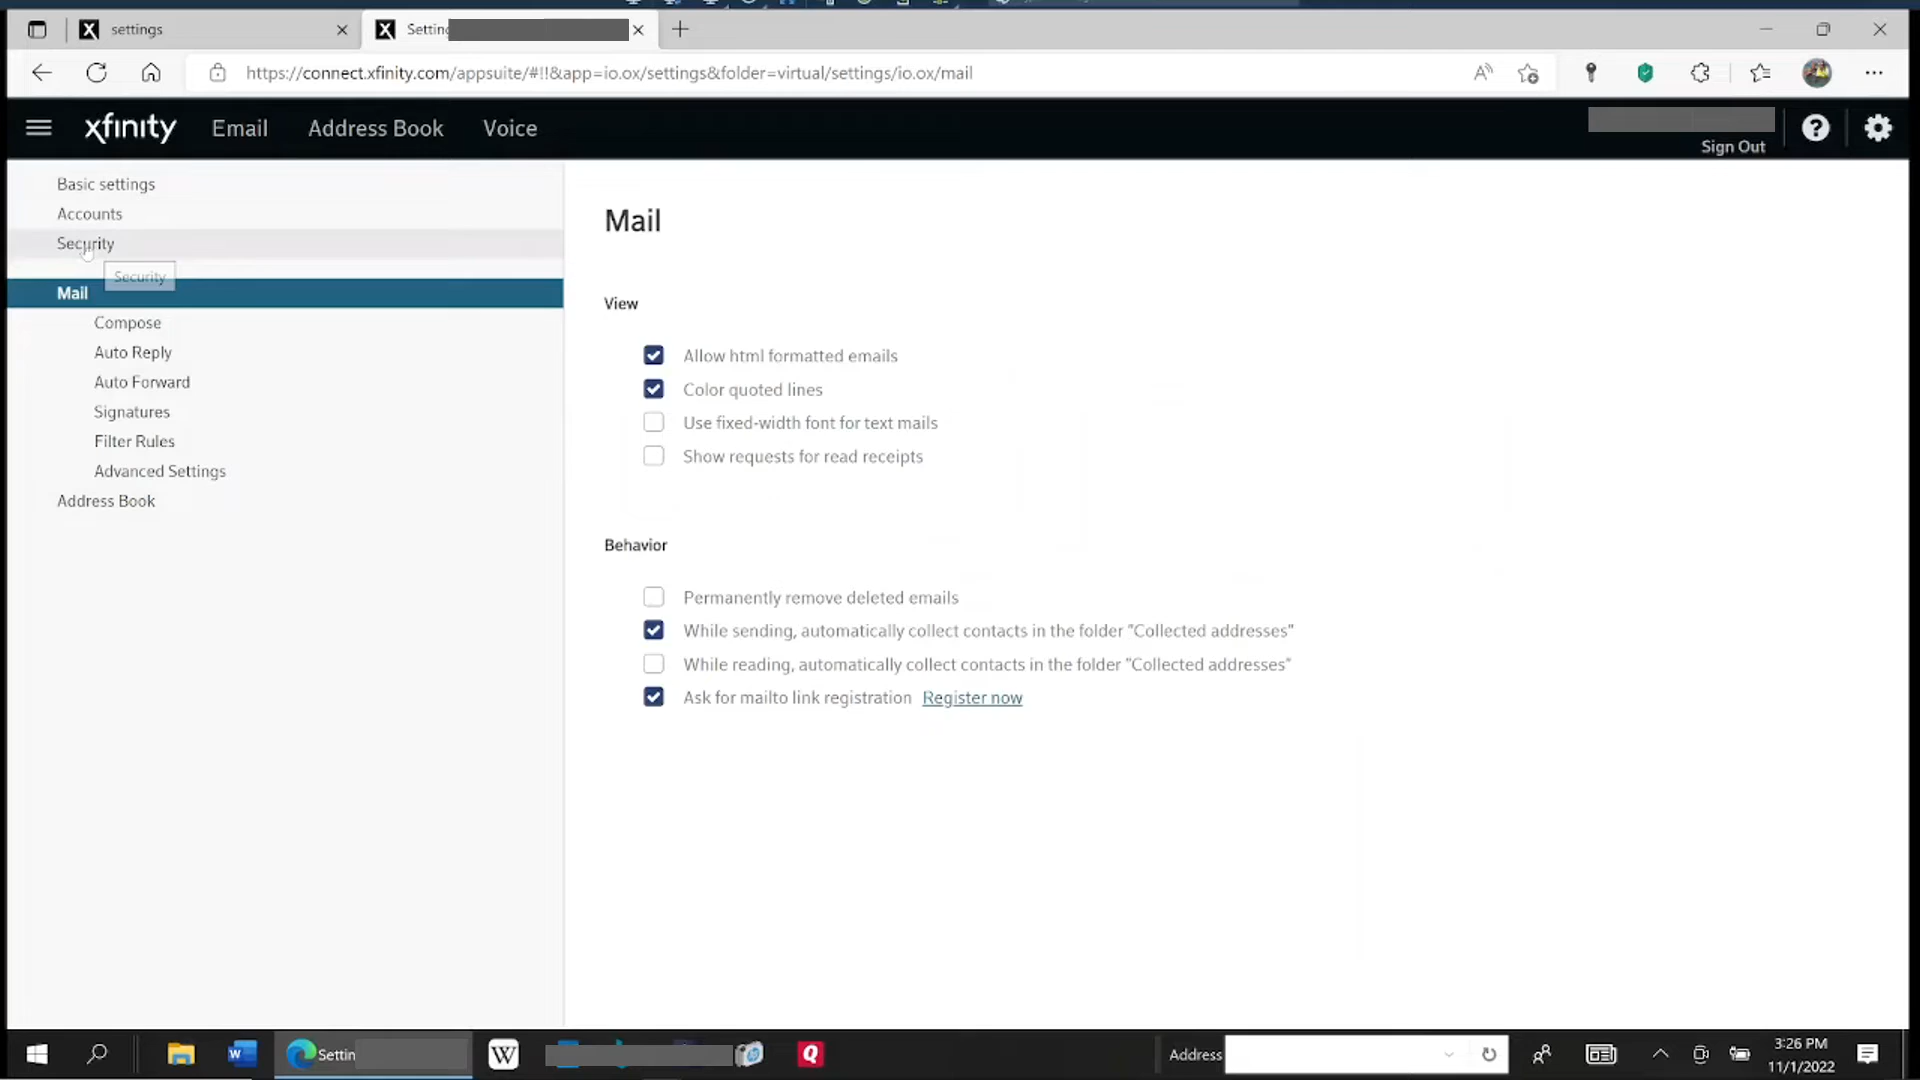 settings
Settin
https://connect.xfinity.com/appsuite/#!!&app=io.ox/settings&folder=virtual/settings/io.ox/mail
xfinity
Email
Address Book
Voice
Sign Out
Basic settings
Accounts
Security
Security
Mail
Compose
Auto Reply
Auto Forward
Signatures
Filter Rules
Advanced Settings
Address Book
Mail
View
Allow html formatted emails
Color quoted lines
Use fixed-width font for text mails
Show requests for read receipts
Behavior
Permanently remove deleted emails
While sending, automatically collect contacts in the folder "Collected addresses"
While reading, automatically collect contacts in the folder "Collected addresses"
Ask for mailto link registration Register now
Settin
W
Q
Address
3:26 PM
11/1/2022